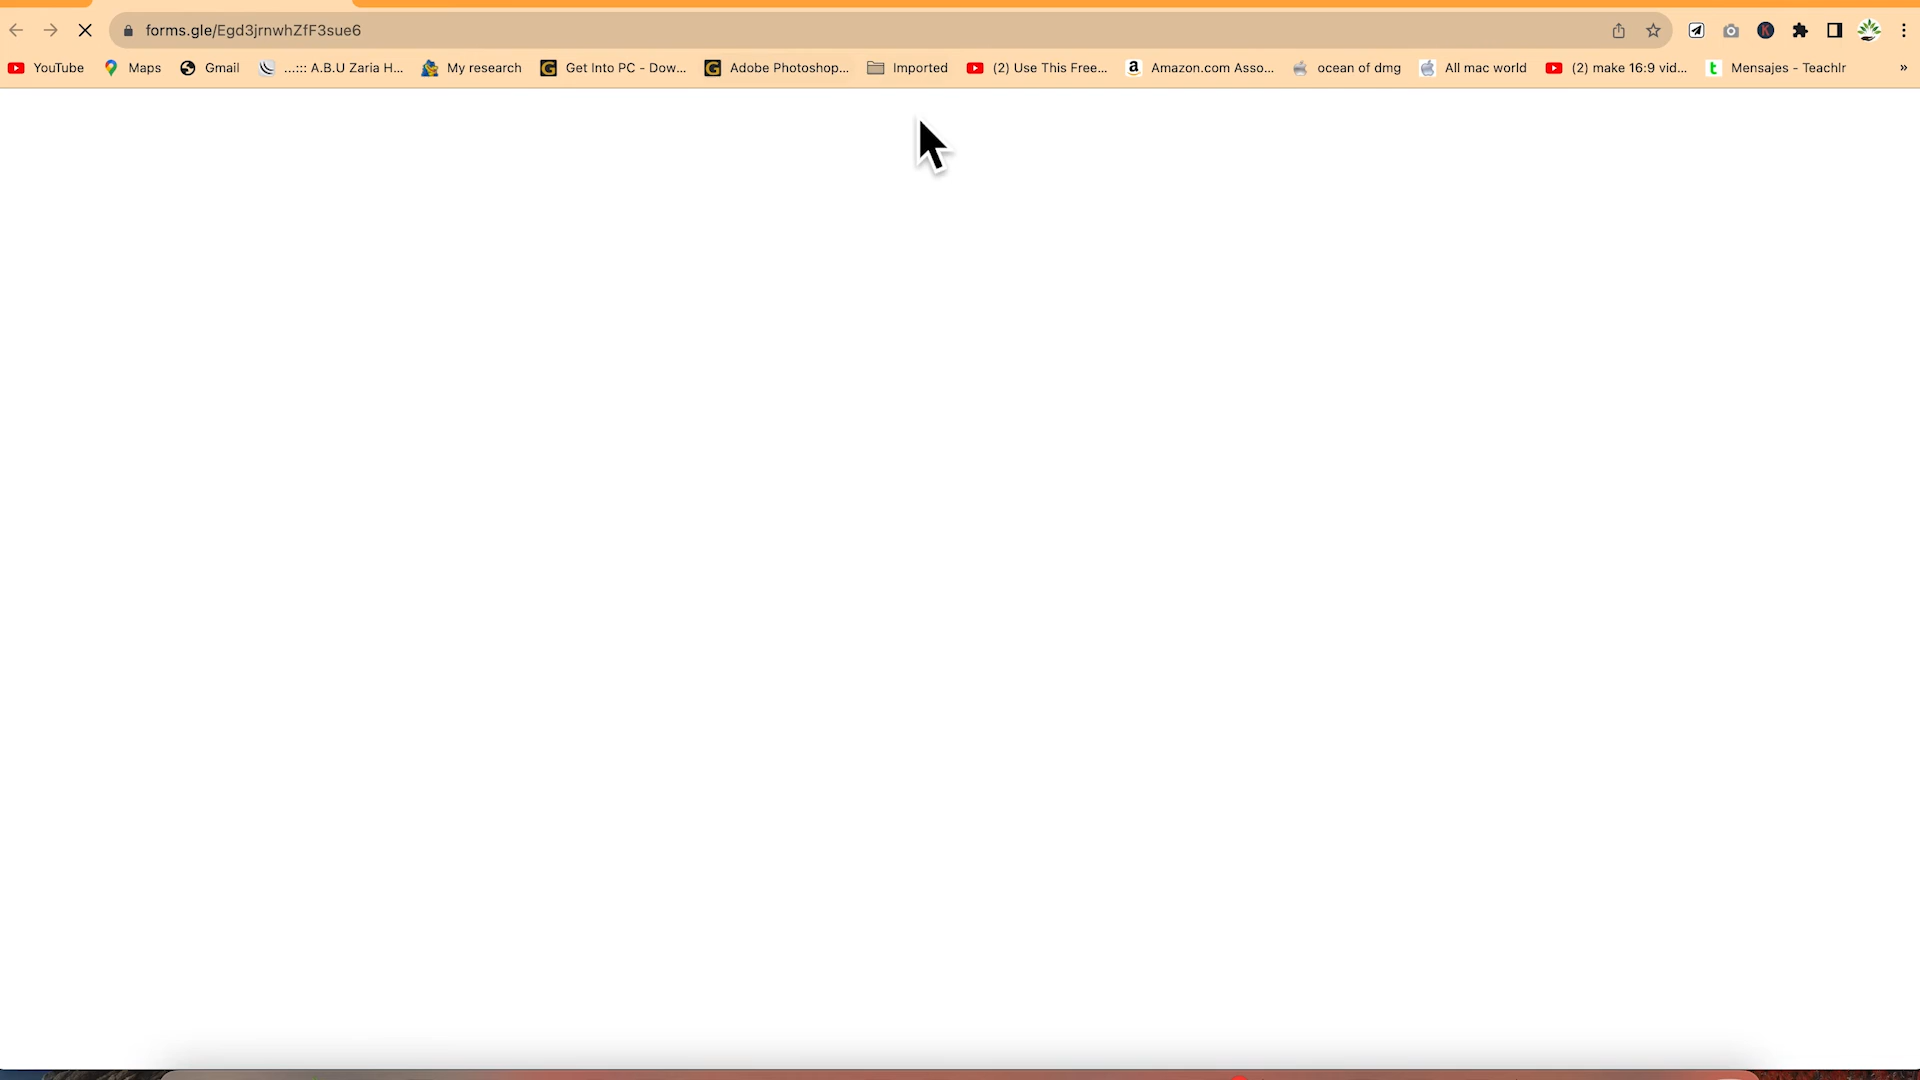 forms.gle/Egd3jrnwhZfF3sue6
YouTube Maps Gmail ...::: A.B.U Zaria H... My research Get Into PC - Dow... Adobe Photoshop... Imported (2) Use This Free... Amazon.com Asso... ocean of dmg All mac world (2) make 16:9 vid... Mensajes - Teachlr »